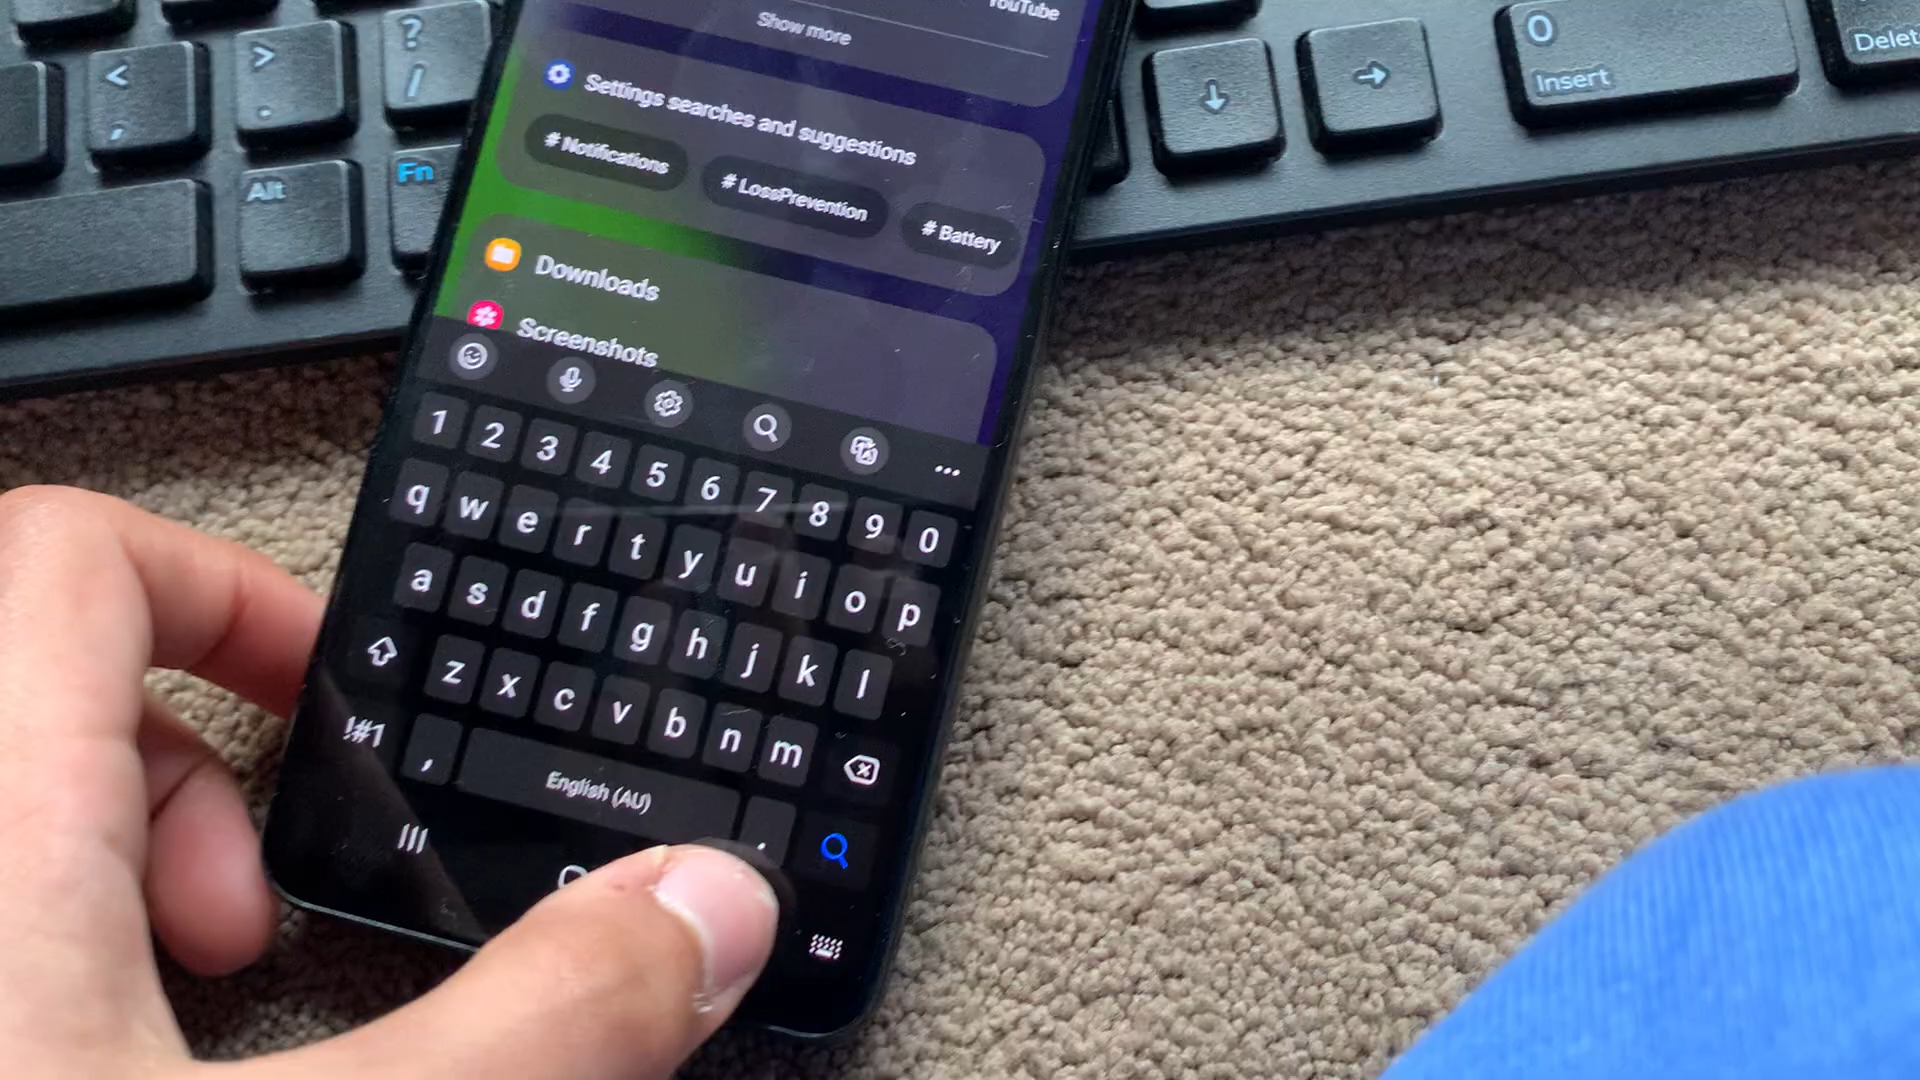 YouTube
Show more
Settings searches and suggestions
# Notifications # LossPrevention # Battery
Downloads
Screenshots
1 2 3 4 5 6 7 8 9 0
q w e r t y u i o p
a s d f g h j k l
z x c v b n m
!#1 , English (AU) .
< ,
> .
? /
Alt
Fn
↓
→
0
Insert
Delet